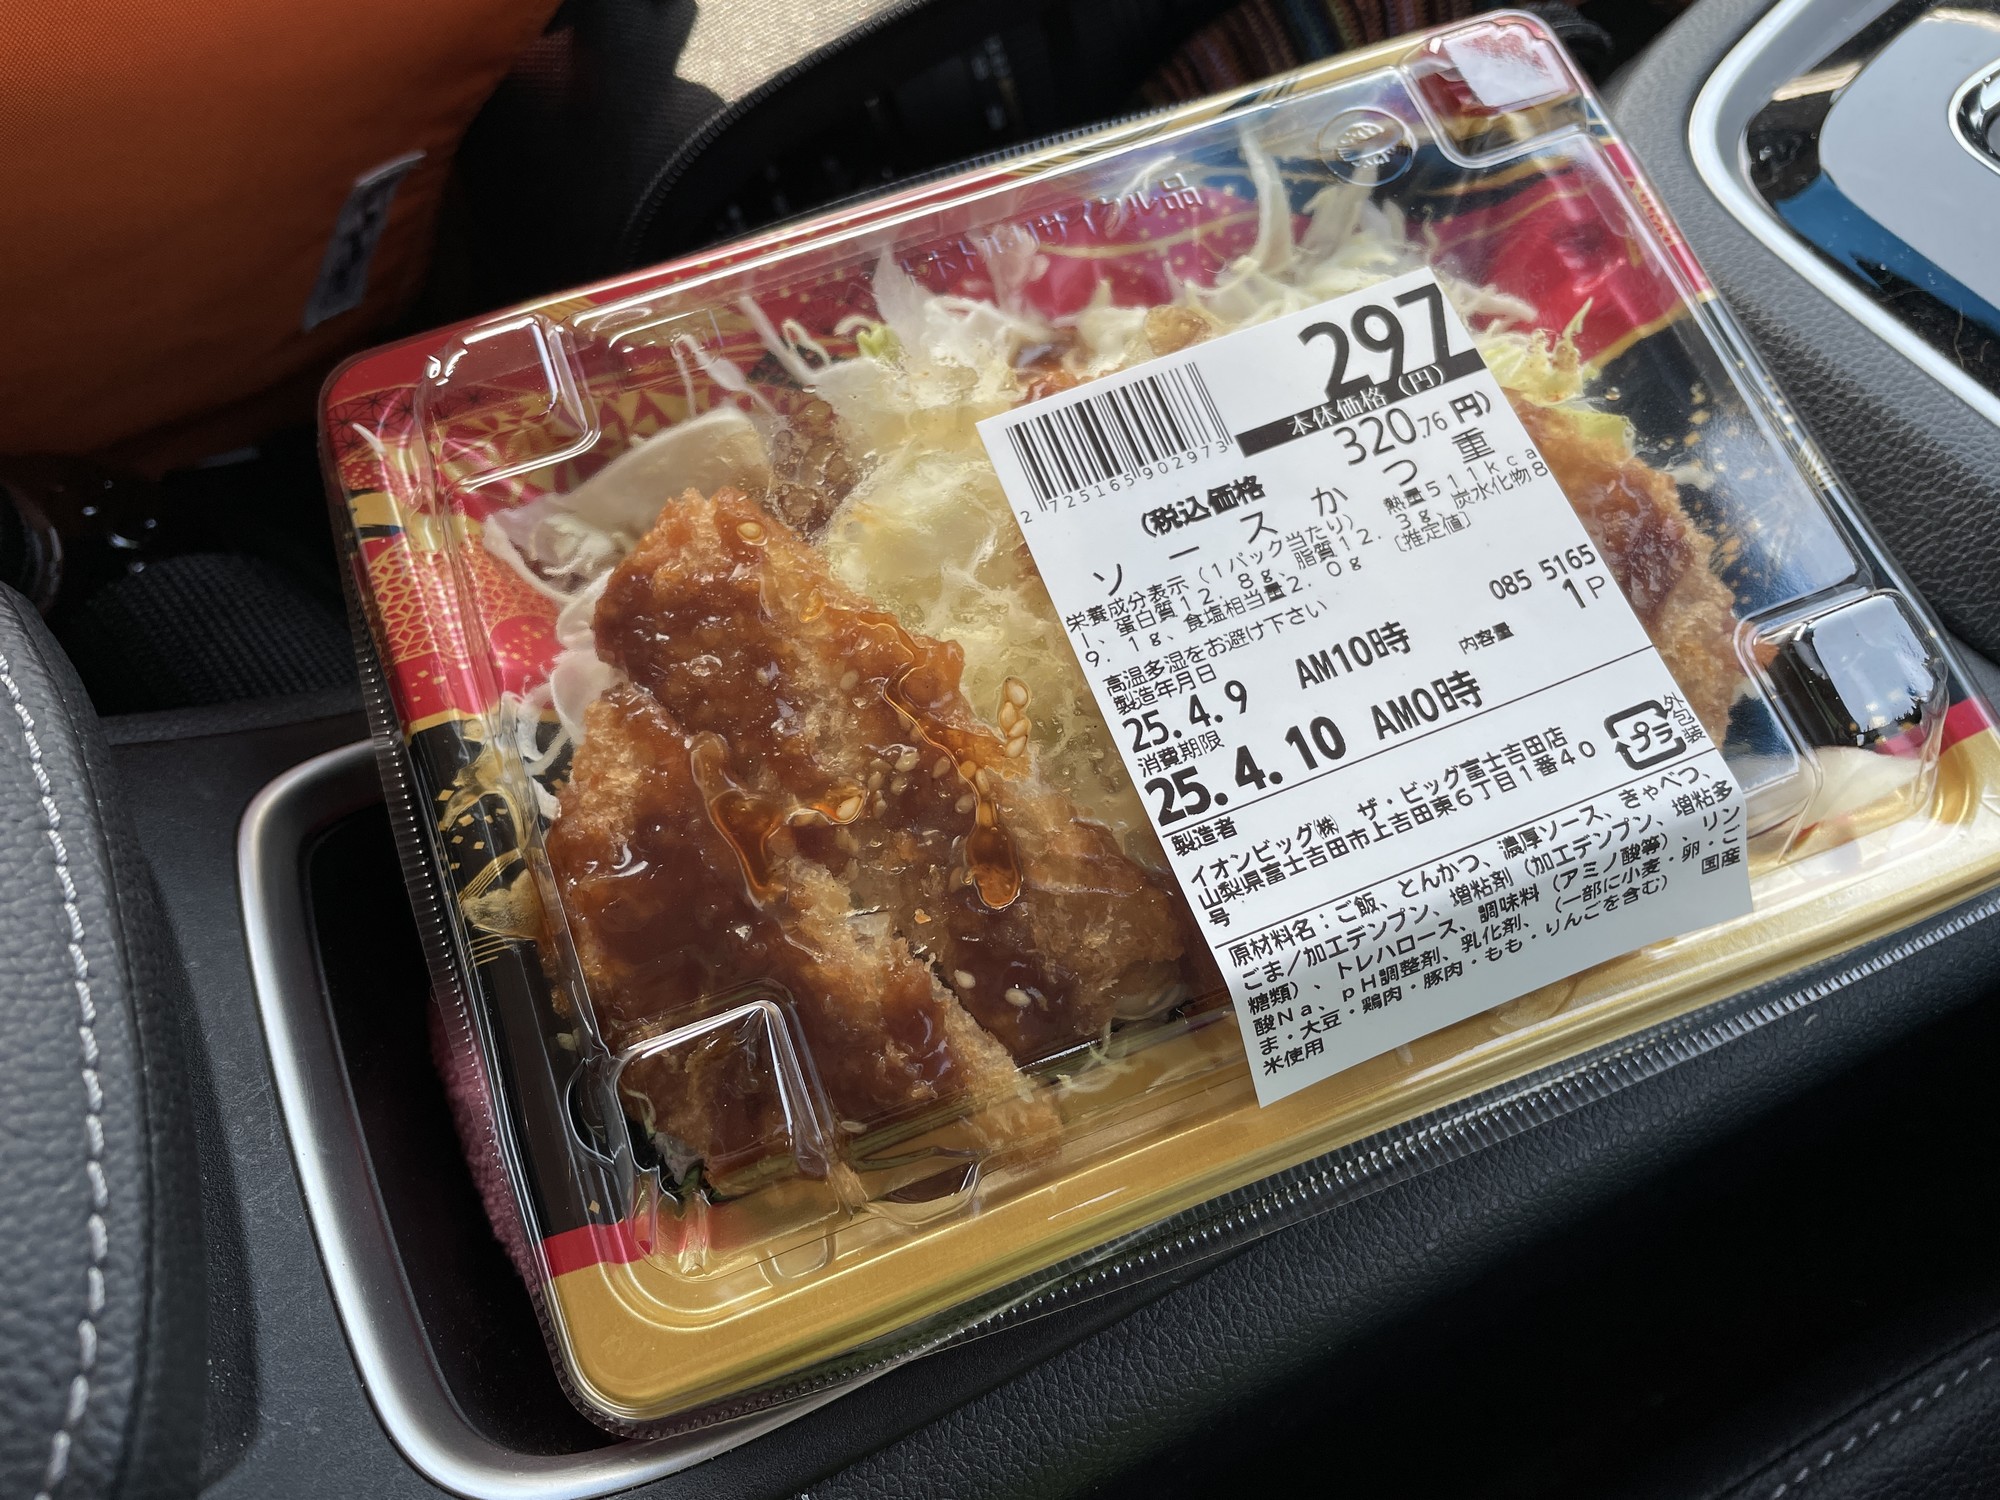 エコトレー リサイクル品
297
本体価格(円)
2 725165 902973
(税込価格 320.76 円)
ソースかつ重
栄養成分表示(1パック当たり) 熱量511kca
l、蛋白質12.8g、脂質12.3g、炭水化物8
9.1g、食塩相当量2.0g [推定値]
高温多湿をお避け下さい
085 5165
製造年月日
25.4.9 AM10時
内容量 1P
消費期限
25.4.10 AM0時
製造者
イオンビッグ㈱ ザ・ビッグ富士吉田店
山梨県富士吉田市上吉田東6丁目1番40
号
プラ
外包装
原材料名:ご飯、とんかつ、濃厚ソース、きゃべつ、
ごま/加工デンプン、増粘剤(加工デンプン、増粘多
糖類)、トレハロース、調味料(アミノ酸等)、リン
酸Na、pH調整剤、乳化剤、(一部に小麦・卵・ご
ま・大豆・鶏肉・豚肉・もも・りんごを含む) 国産
米使用